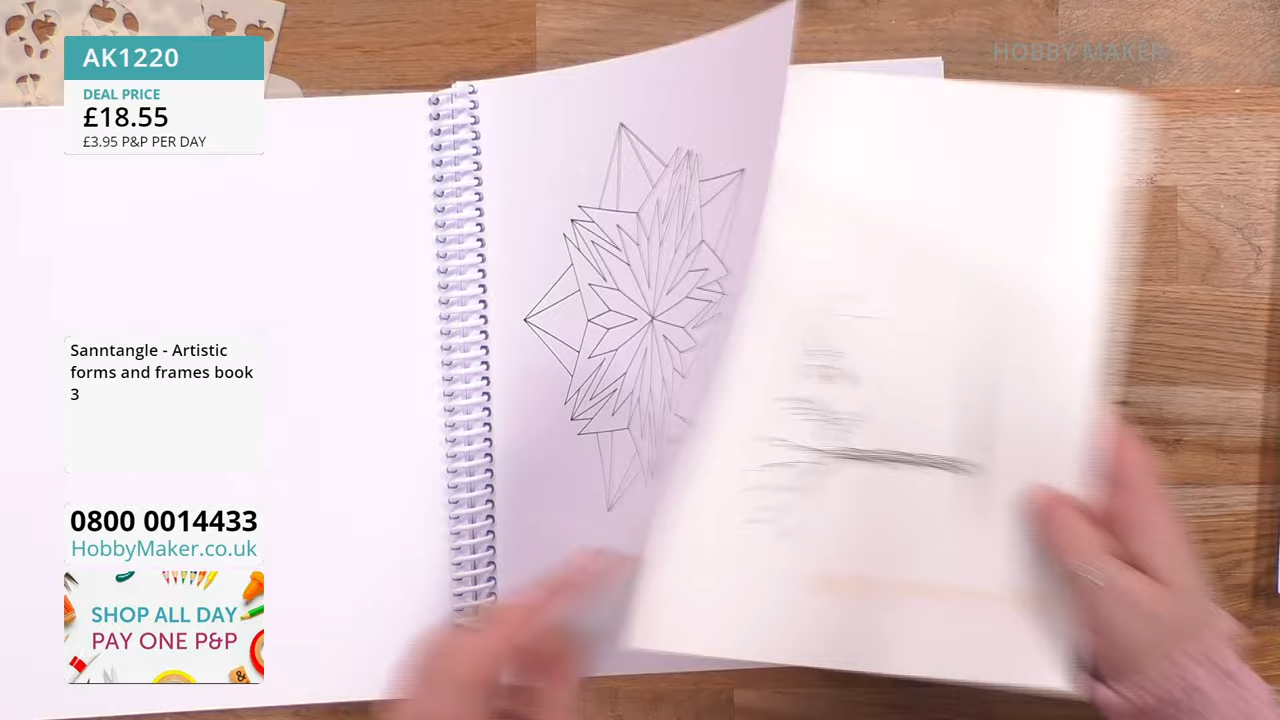 AK1220
DEAL PRICE
£18.55
£3.95 P&P PER DAY
HOBBY MAKER
Sanntangle - Artistic
forms and frames book
3
0800 0014433
HobbyMaker.co.uk
SHOP ALL DAY
PAY ONE P&P
&